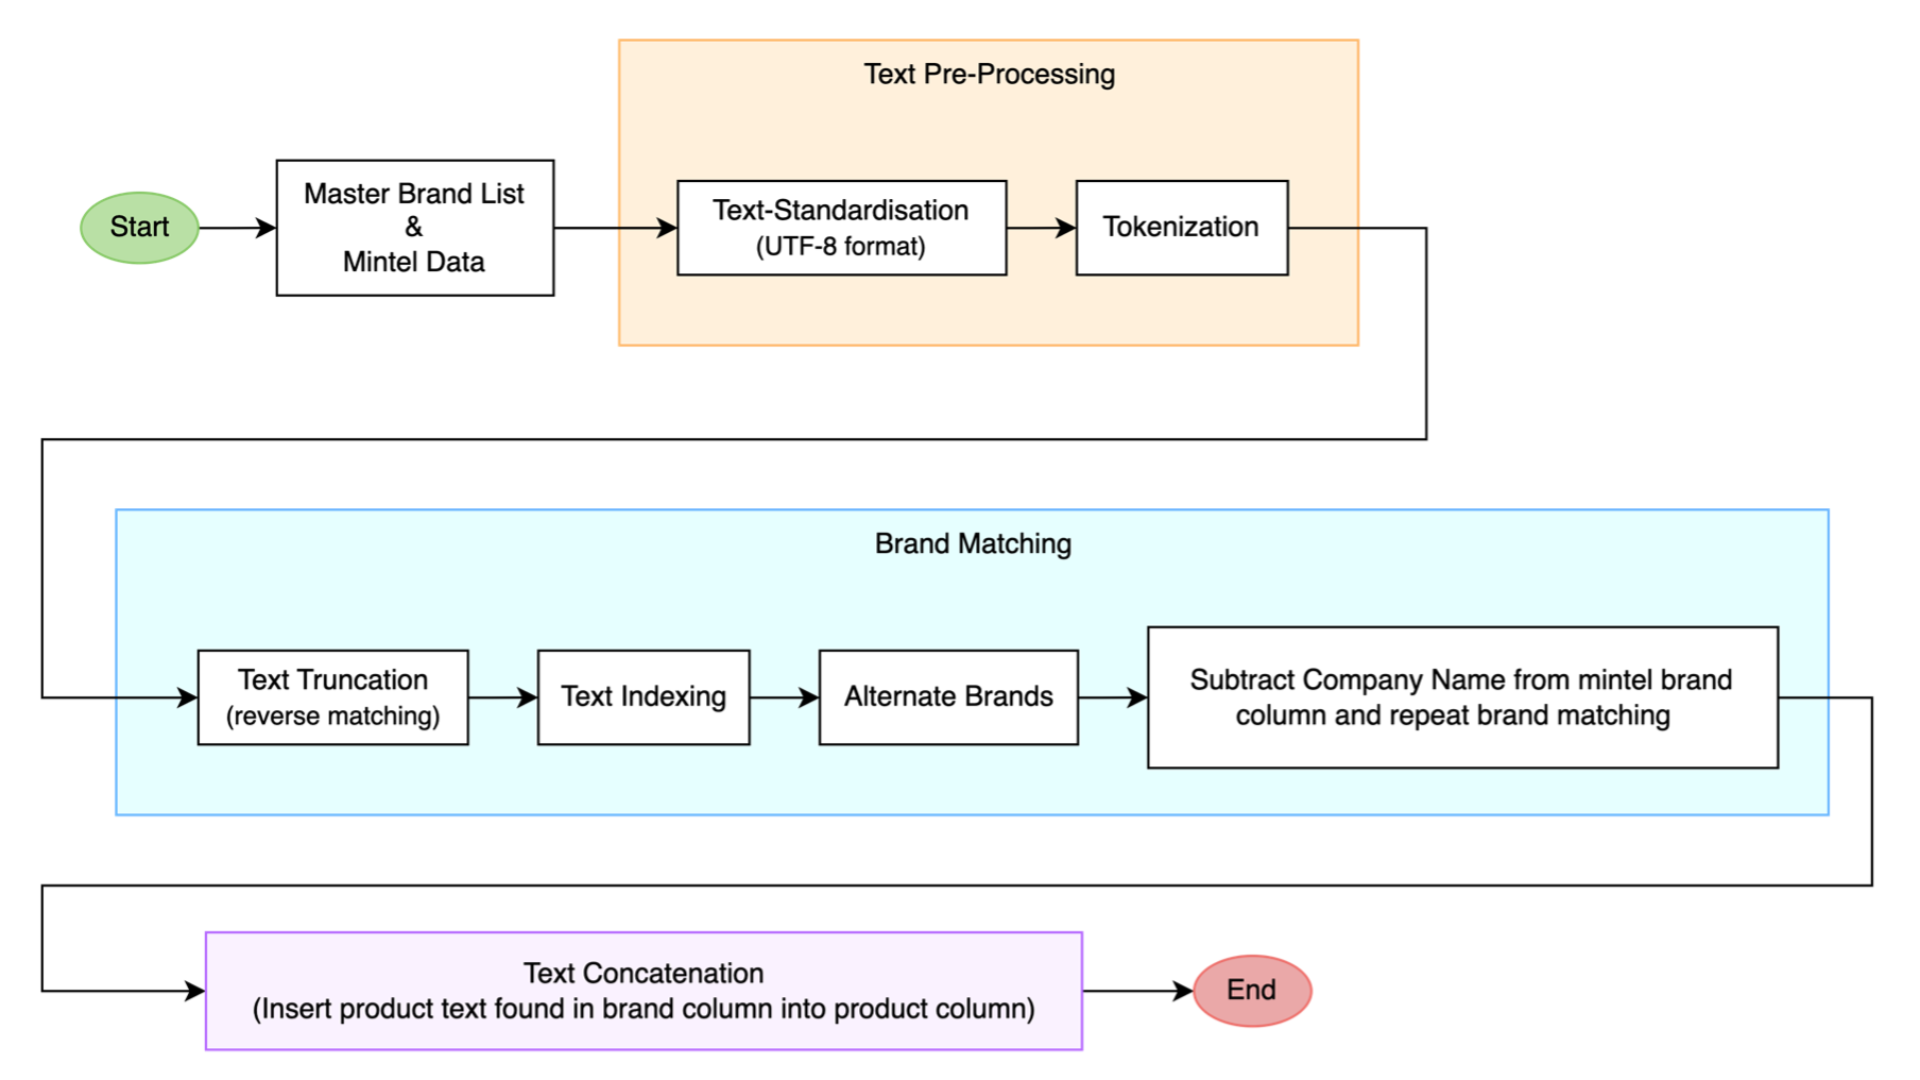 Text Pre-Processing
Start
Master Brand List
&
Mintel Data
Text-Standardisation
(UTF-8 format)
Tokenization
Brand Matching
Text Truncation
(reverse matching)
Text Indexing
Alternate Brands
Subtract Company Name from mintel brand
column and repeat brand matching
Text Concatenation
(Insert product text found in brand column into product column)
End